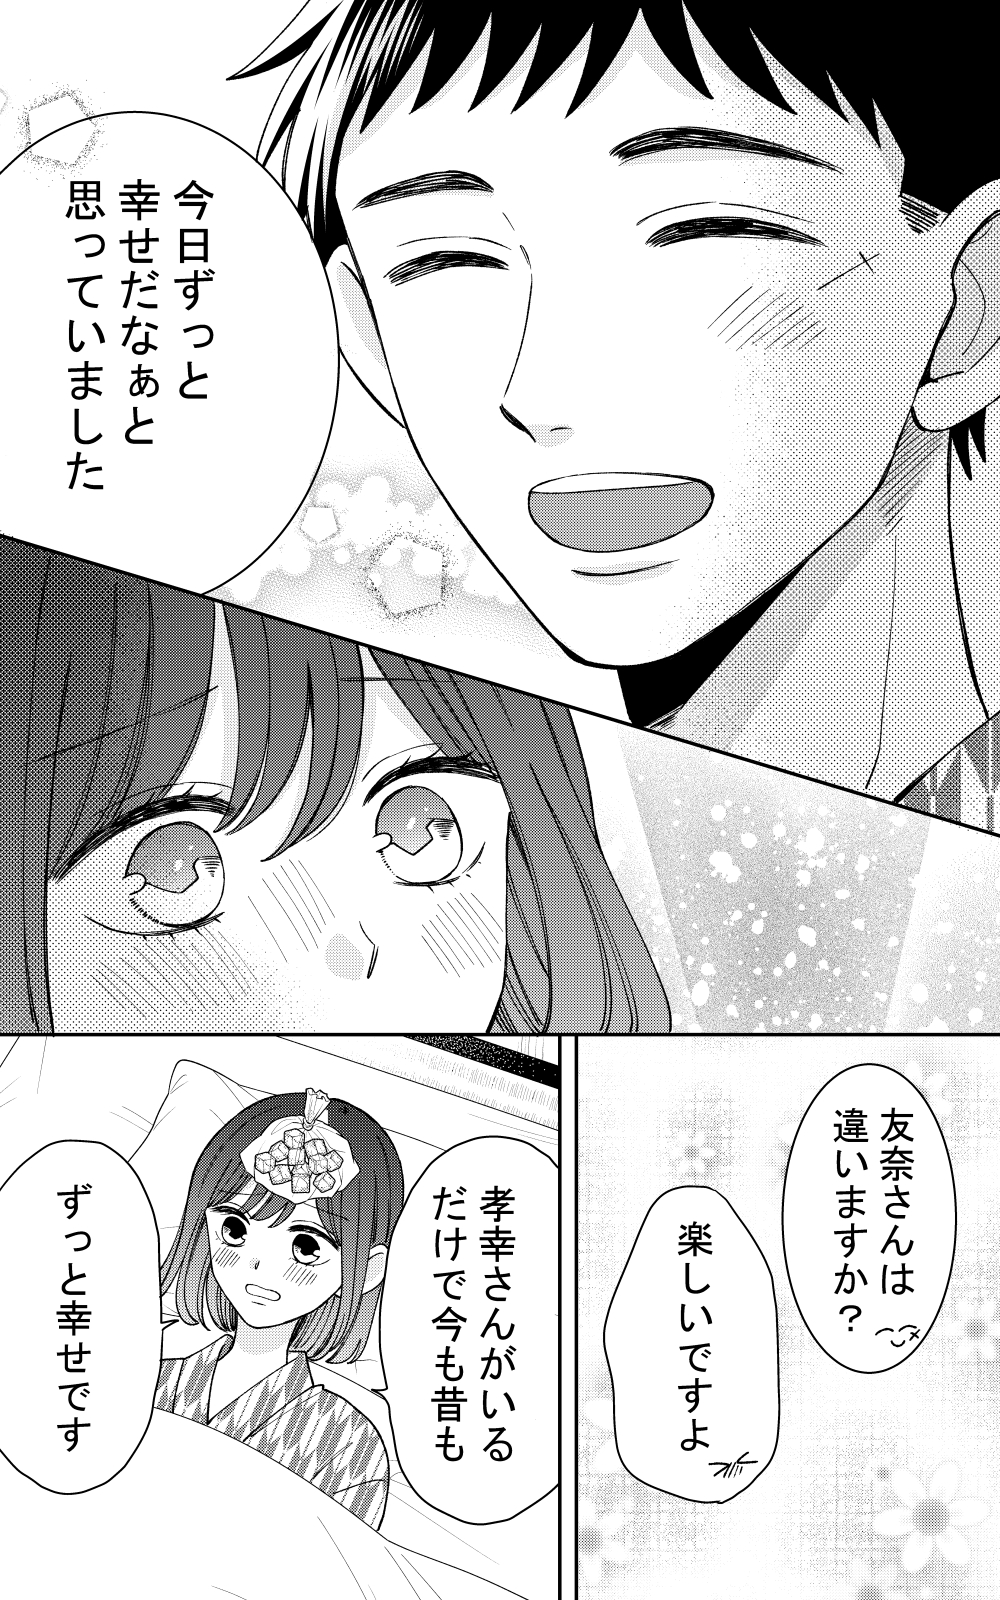 今日ずっと
幸せだなぁと
思っていました
友奈さんは
違いますか？
楽しいですよ
孝幸さんがいる
だけで今も昔も
ずっと幸せです